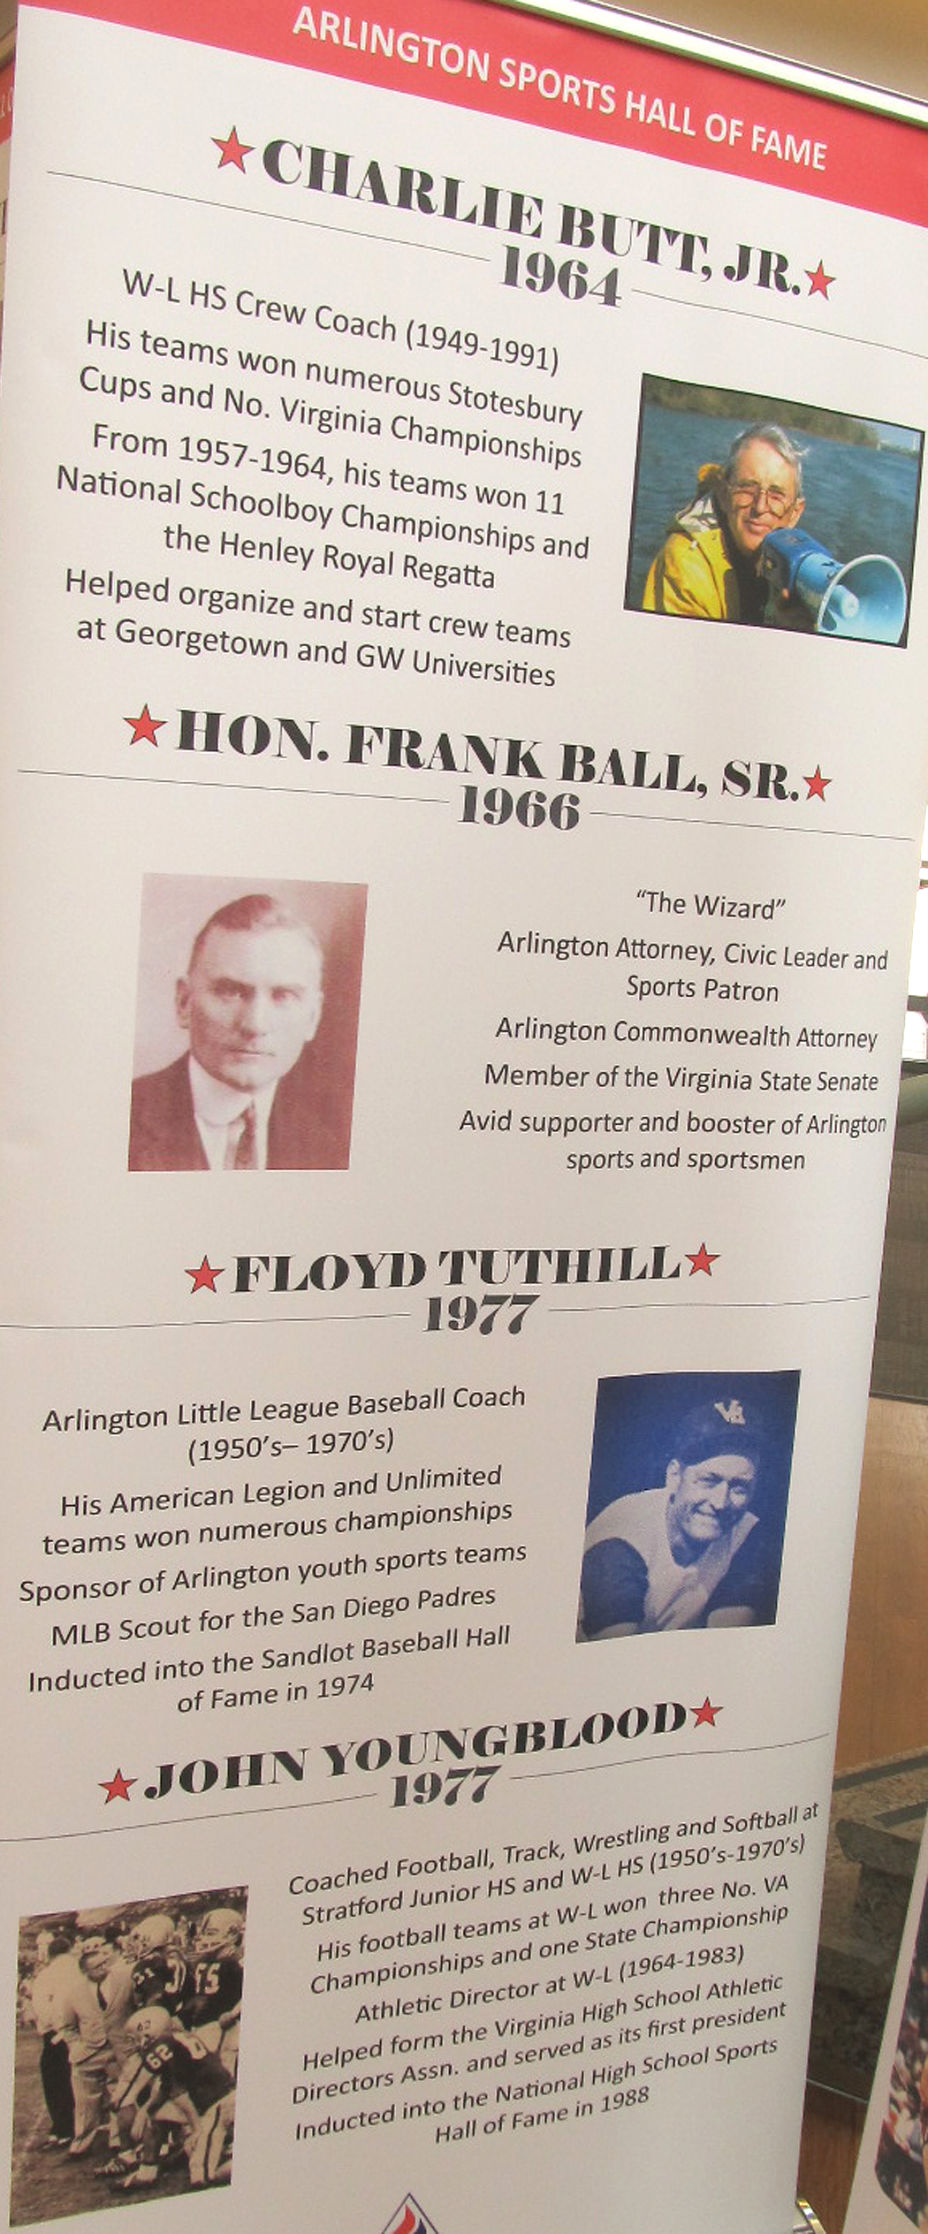 ARLINGTON SPORTS HALL OF FAME
CHARLIE BUTT, JR.
1964
W-L HS Crew Coach (1949-1991)
His teams won numerous Stotesbury
Cups and No. Virginia Championships
From 1957-1964, his teams won 11
National Schoolboy Championships and
the Henley Royal Regatta
Helped organize and start crew teams
at Georgetown and GW Universities
HON. FRANK BALL, SR.
1966
“The Wizard”
Arlington Attorney, Civic Leader and
Sports Patron
Arlington Commonwealth Attorney
Member of the Virginia State Senate
Avid supporter and booster of Arlington
sports and sportsmen
FLOYD TUTHILL
1977
Arlington Little League Baseball Coach
(1950’s– 1970’s)
His American Legion and Unlimited
teams won numerous championships
Sponsor of Arlington youth sports teams
MLB Scout for the San Diego Padres
Inducted into the Sandlot Baseball Hall
of Fame in 1974
JOHN YOUNGBLOOD
1977
Coached Football, Track, Wrestling and Softball at
Stratford Junior HS and W-L HS (1950’s-1970’s)
His football teams at W-L won three No. VA
Championships and one State Championship
Athletic Director at W-L (1964-1983)
Helped form the Virginia High School Athletic
Directors Assn. and served as its first president
Inducted into the National High School Sports
Hall of Fame in 1988
62